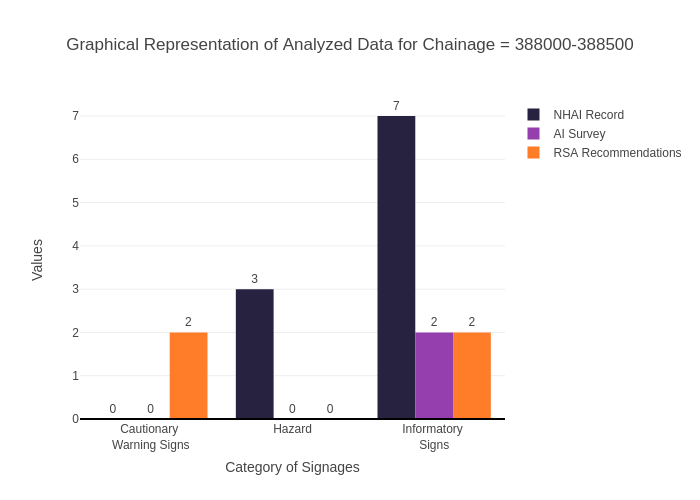 Graphical Representation of Analyzed Data for Chainage = 388000-388500
NHAI Record
AI Survey
RSA Recommendations
Values
7
6
5
4
3
2
1
0
0
0
2
3
0
0
7
2
2
Cautionary
Warning Signs
Hazard
Informatory
Signs
Category of Signages